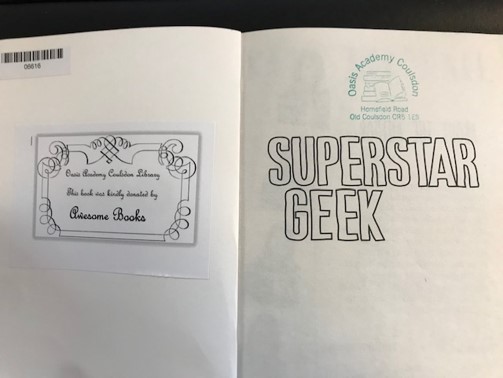 06616
Oasis Academy Coulsdon Library
This book was kindly donated by
Awesome Books
Oasis Academy Coulsdon
Homefield Road
Old Coulsdon CR5 1ES
SUPERSTAR
GEEK